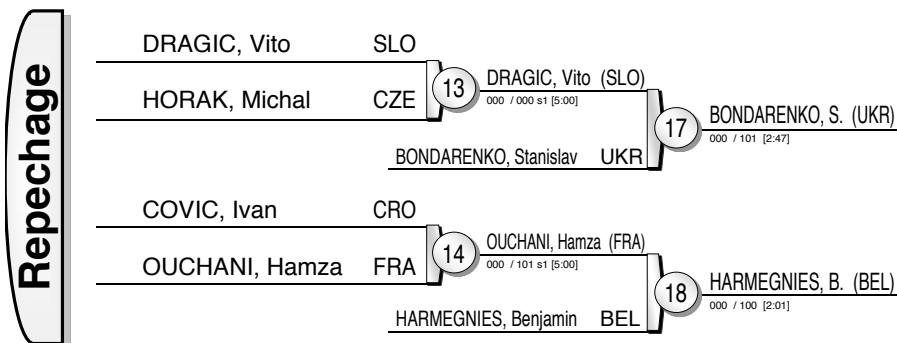 Repechage
DRAGIC, Vito SLO
HORAK, Michal CZE
13
DRAGIC, Vito (SLO)
000 / 000 s1 [5:00]
BONDARENKO, Stanislav UKR
17
BONDARENKO, S. (UKR)
000 / 101 [2:47]
COVIC, Ivan CRO
OUCHANI, Hamza FRA
14
OUCHANI, Hamza (FRA)
000 / 101 s1 [5:00]
HARMEGNIES, Benjamin BEL
18
HARMEGNIES, B. (BEL)
000 / 100 [2:01]